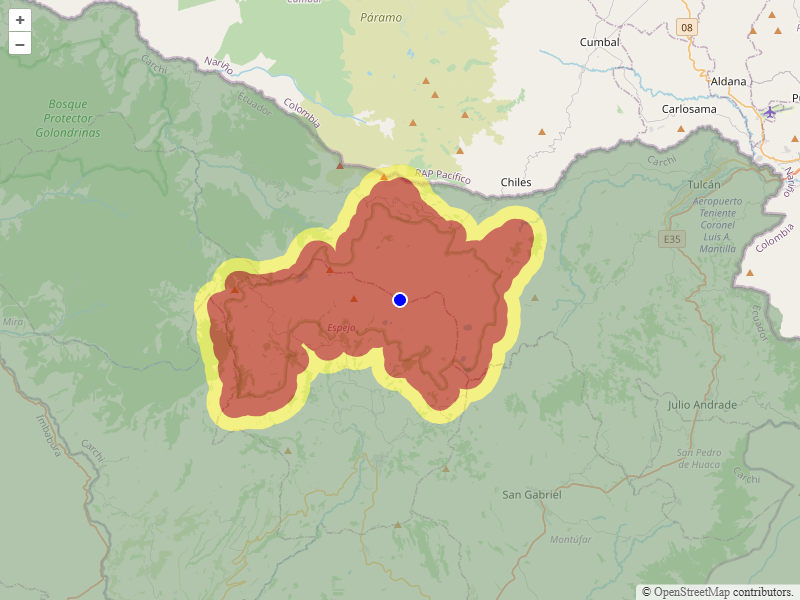 +
−
Cumbal
Páramo
08
Cumbal
Nariño
Carchi
Aldana
Ecuador
Colombia
Bosque
Protector
Golondrinas
Carlosama
RAP Pacífico
Chiles
Carchi
Nariño
Tulcán
Aeropuerto
Teniente
Coronel
Luis A.
Mantilla
E35
Colombia
Ecuador
Mira
Espejo
Imbabura
Carchi
Julio Andrade
San Pedro
de Huaca
Carchi
San Gabriel
Montúfar
© OpenStreetMap contributors.